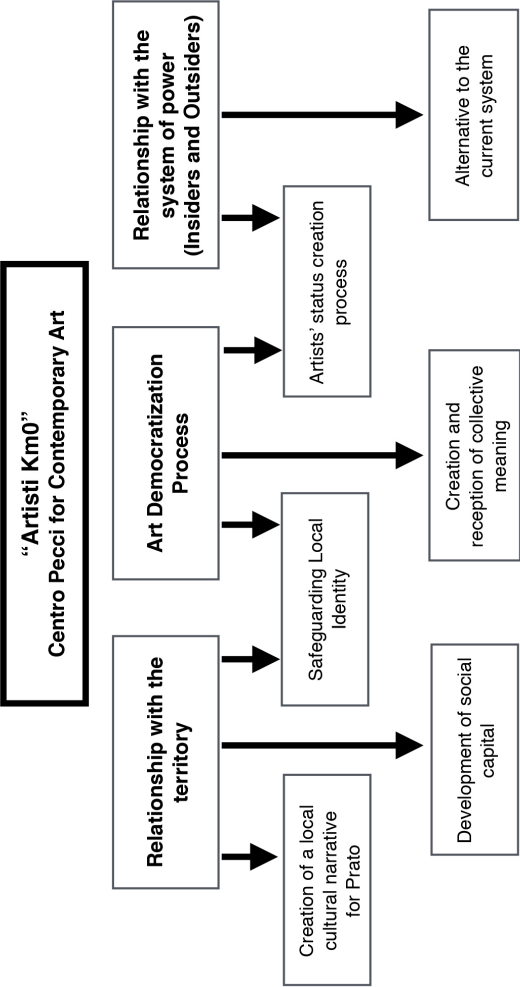 “Artisti Km0”
Centro Pecci for Contemporary Art
Relationship with the
territory
Art Democratization
Process
Relationship with the
system of power
(Insiders and Outsiders)
Creation of a local
cultural narrative
for Prato
Safeguarding Local
Identity
Artists’ status creation
process
Development of social
capital
Creation and
reception of collective
meaning
Alternative to the
current system